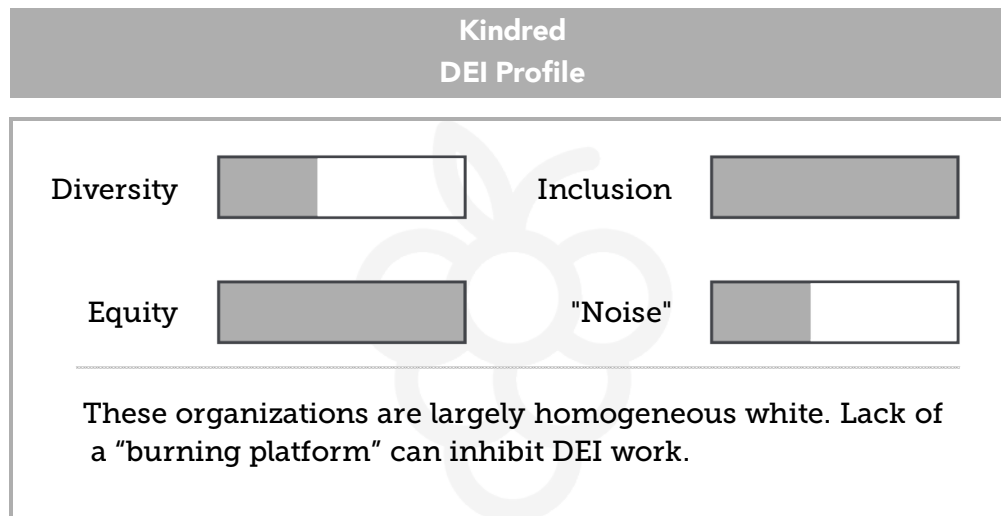 Kindred
DEI Profile
Diversity
Inclusion
Equity
"Noise"
These organizations are largely homogeneous white. Lack of
a “burning platform” can inhibit DEI work.